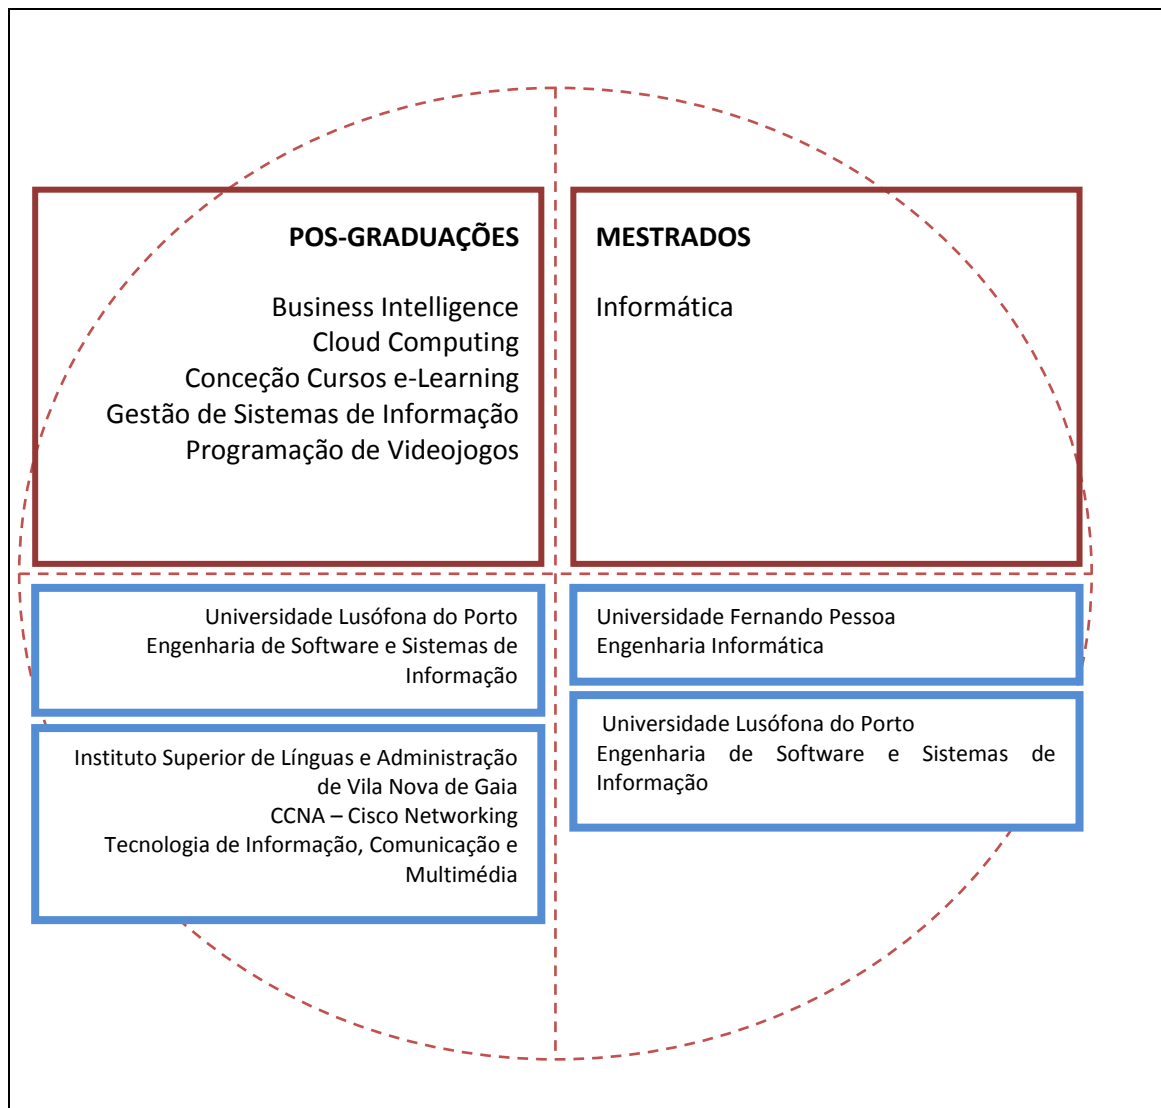 POS-GRADUAÇÕES
Business Intelligence
Cloud Computing
Conceção Cursos e-Learning
Gestão de Sistemas de Informação
Programação de Videojogos
MESTRADOS
Informática
Universidade Lusófona do Porto
Engenharia de Software e Sistemas de
Informação
Instituto Superior de Línguas e Administração
de Vila Nova de Gaia
CCNA – Cisco Networking
Tecnologia de Informação, Comunicação e
Multimédia
Universidade Fernando Pessoa
Engenharia Informática
Universidade Lusófona do Porto
Engenharia de Software e Sistemas de
Informação